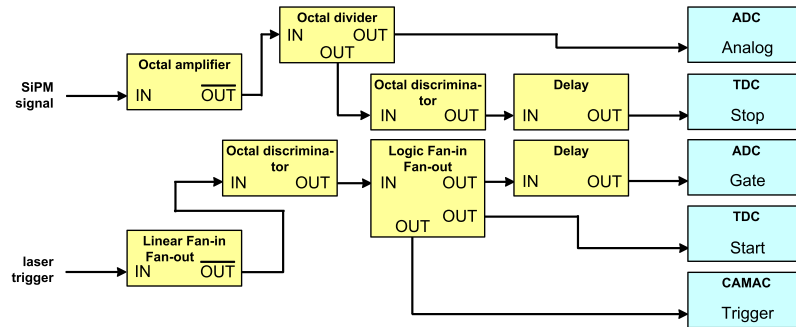 Octal divider
IN OUT
OUT
ADC
Analog
Octal amplifier
IN OUT
SiPM
signal
Octal discrimina-
tor
IN OUT
Delay
IN OUT
TDC
Stop
Octal discrimina-
tor
IN OUT
Logic Fan-in
Fan-out
IN OUT
OUT
OUT
Delay
IN OUT
ADC
Gate
TDC
Start
laser
trigger
Linear Fan-in
Fan-out
IN OUT
CAMAC
Trigger